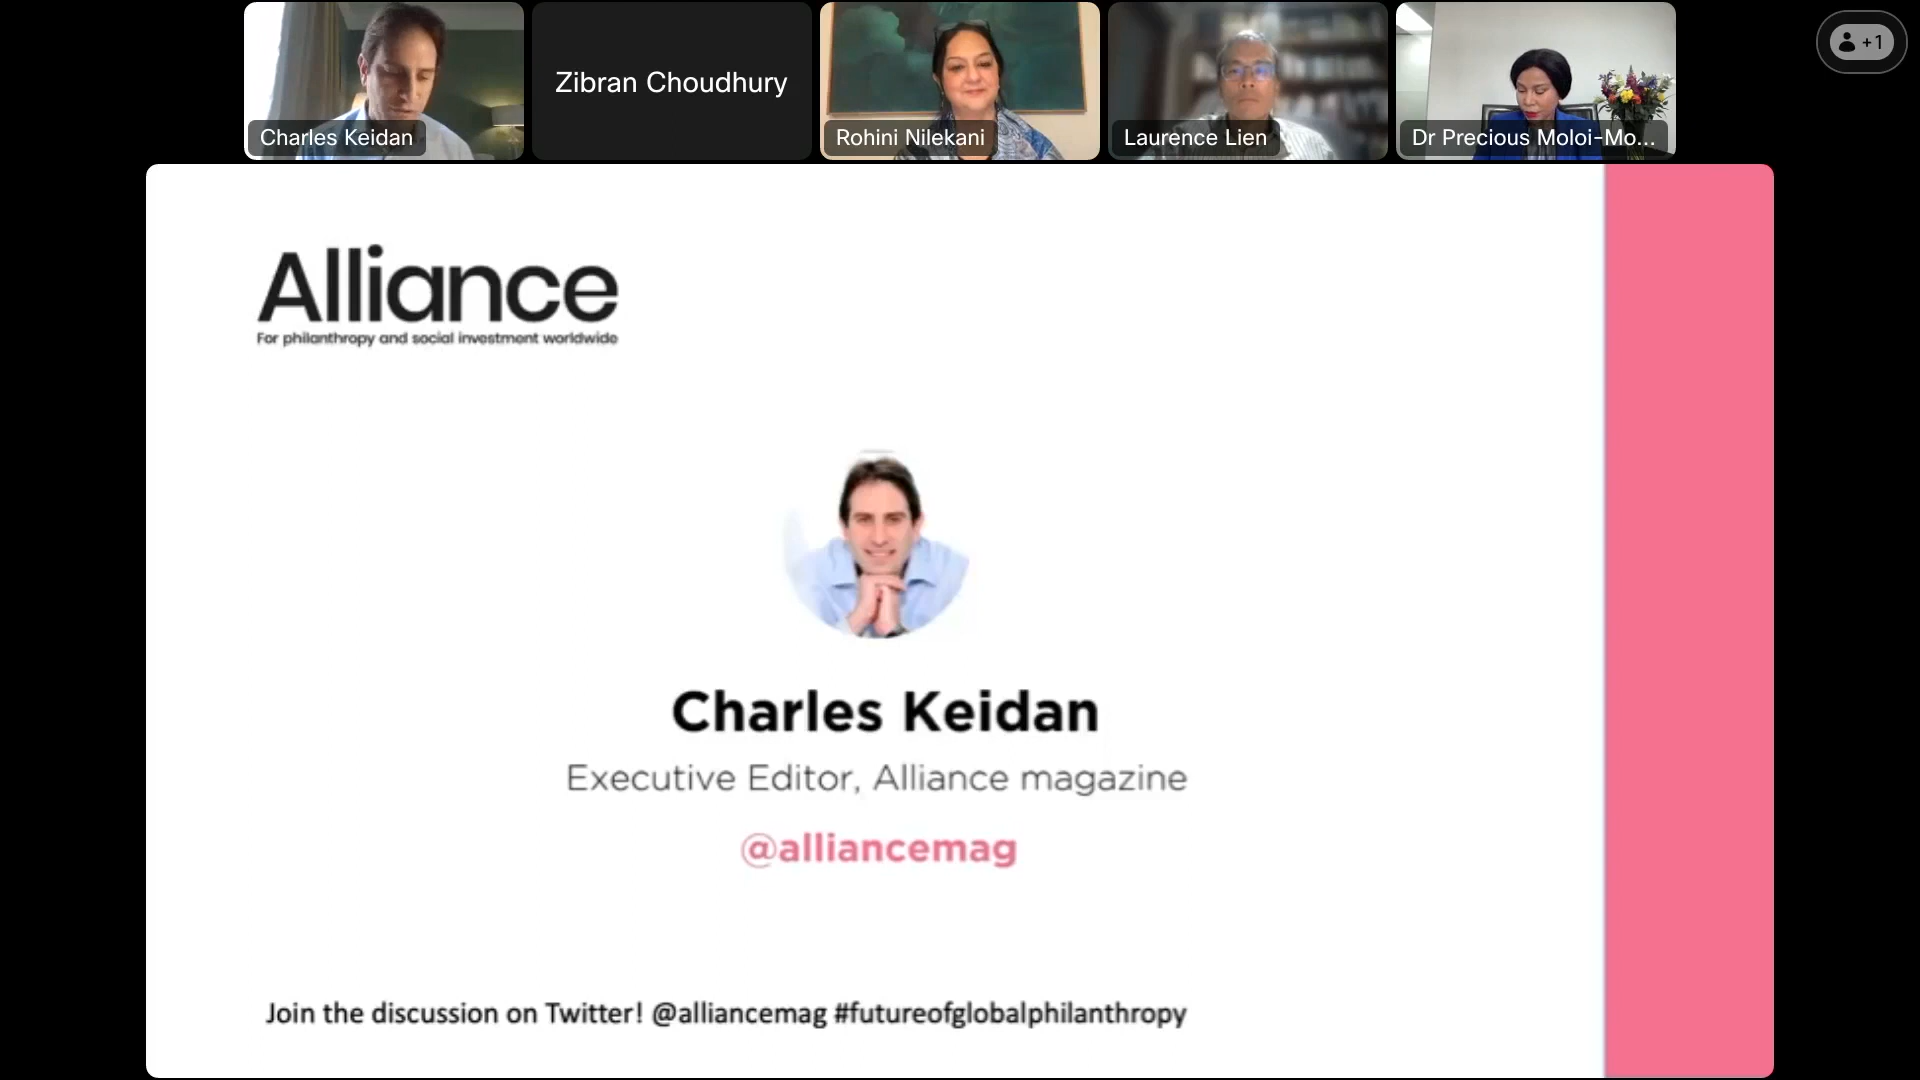 Charles Keidan
Zibran Choudhury
Rohini Nilekani
Laurence Lien
Dr Precious Moloi-Mo...
+1
Alliance
For philanthropy and social investment worldwide
Charles Keidan
Executive Editor, Alliance magazine
@alliancemag
Join the discussion on Twitter! @alliancemag #futureofglobalphilanthropy